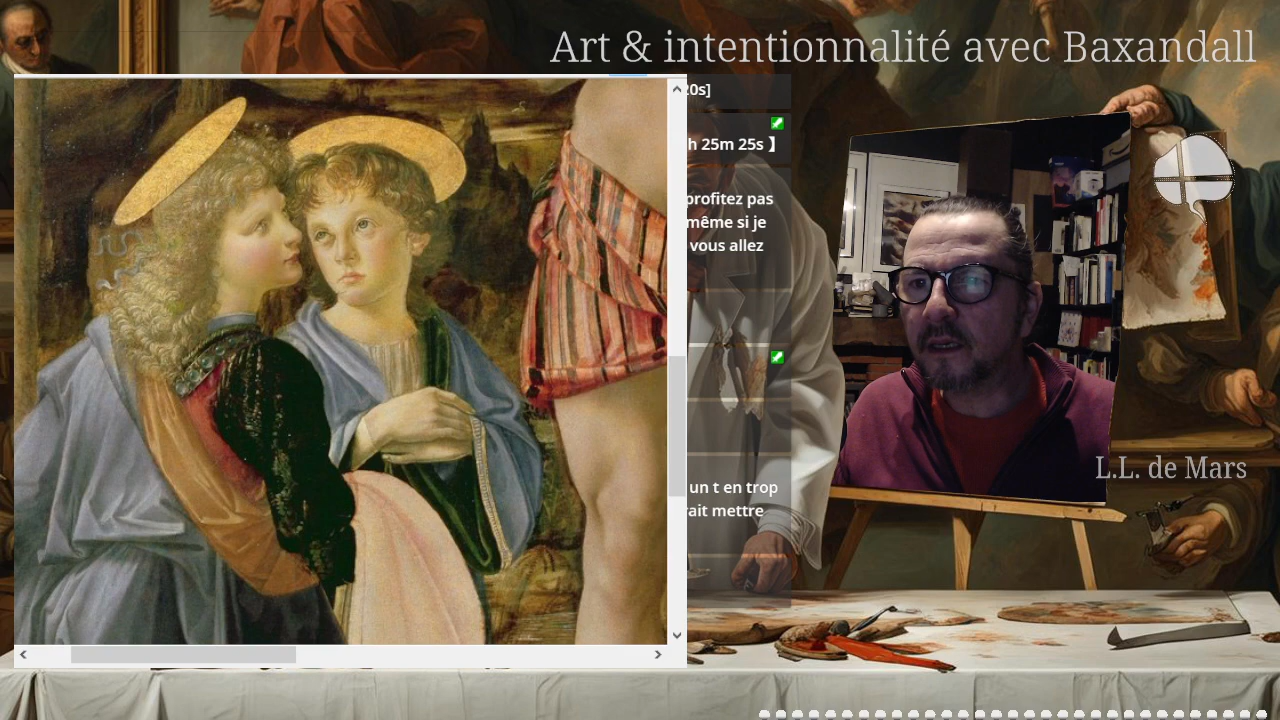 Art & intentionnalité avec Baxandall
20s]
h 25m 25s 】
profitez pas
même si je
vous allez
un t en trop
rait mettre
L.L. de Mars